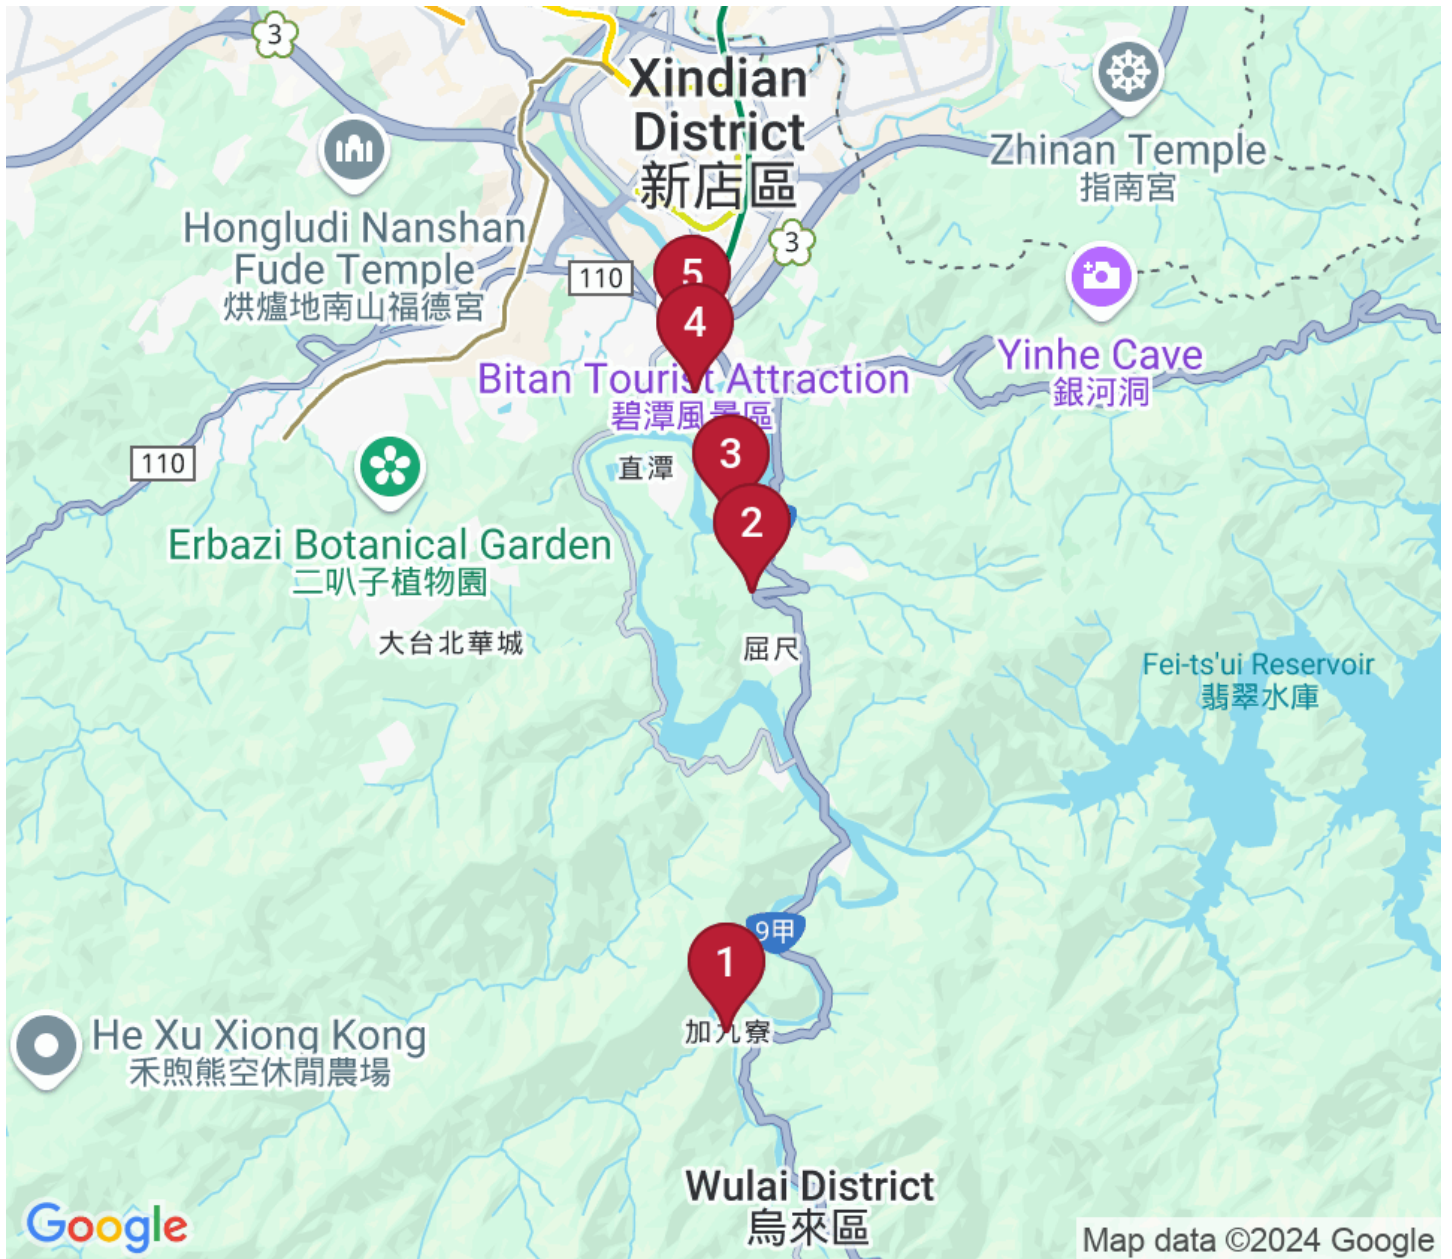 3
Xindian
District
新店區
Zhinan Temple
指南宮
Hongludi Nanshan
Fude Temple
烘爐地南山福德宮
3
110
5
4
Yinhe Cave
銀河洞
Bitan Tourist Attraction
碧潭風景區
110
直潭
3
2
Erbazi Botanical Garden
二叭子植物園
大台北華城
屈尺
Fei-ts'ui Reservoir
翡翠水庫
9甲
1
加九寮
He Xu Xiong Kong
禾煦熊空休閒農場
Wulai District
烏來區
Google
Map data ©2024 Google